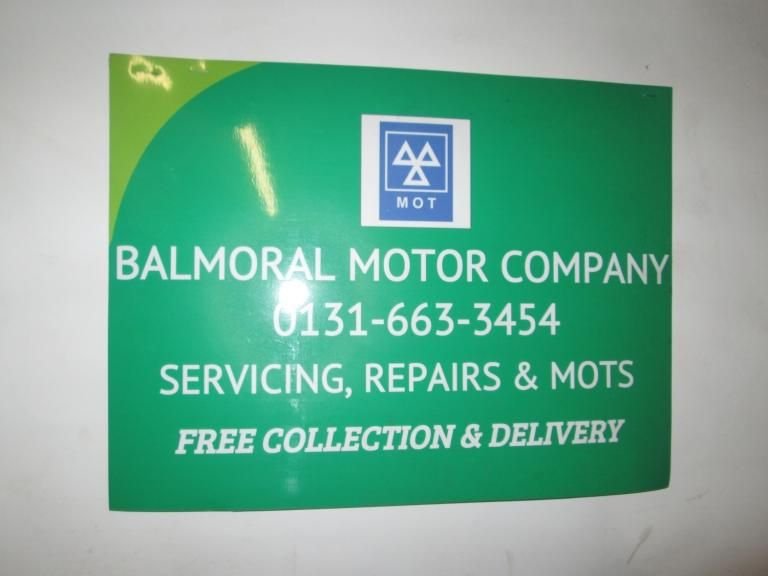 MOT
BALMORAL MOTOR COMPANY
0131-663-3454
SERVICING, REPAIRS & MOTS
FREE COLLECTION & DELIVERY